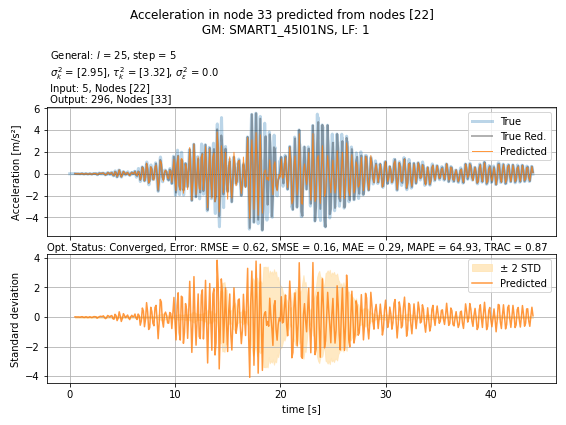 Acceleration in node 33 predicted from nodes [22]
GM: SMART1_45I01NS, LF: 1
General: l = 25, step = 5
σ²ₖ = [2.95], τ²ₖ = [3.32], σ²ₑ = 0.0
Input: 5, Nodes [22]
Output: 296, Nodes [33]
Acceleration [m/s²]
6
4
2
0
−2
−4
True
True Red.
Predicted
Opt. Status: Converged, Error: RMSE = 0.62, SMSE = 0.16, MAE = 0.29, MAPE = 64.93, TRAC = 0.87
Standard deviation
4
2
0
−2
−4
± 2 STD
Predicted
0 10 20 30 40
time [s]